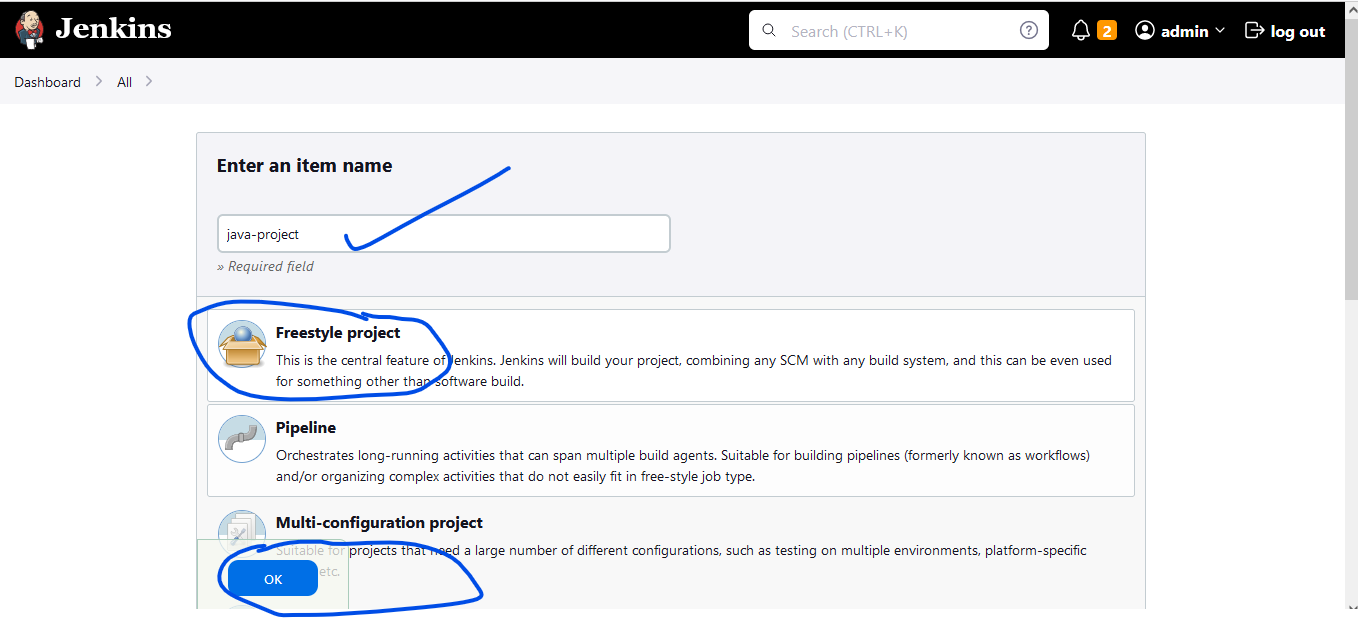 Jenkins
Search (CTRL+K)
2
admin
log out
Dashboard
All
Enter an item name
java-project
» Required field
Freestyle project
This is the central feature of Jenkins. Jenkins will build your project, combining any SCM with any build system, and this can be even used
for something other than software build.
Pipeline
Orchestrates long-running activities that can span multiple build agents. Suitable for building pipelines (formerly known as workflows)
and/or organizing complex activities that do not easily fit in free-style job type.
Multi-configuration project
Suitable for projects that need a large number of different configurations, such as testing on multiple environments, platform-specific
etc.
OK